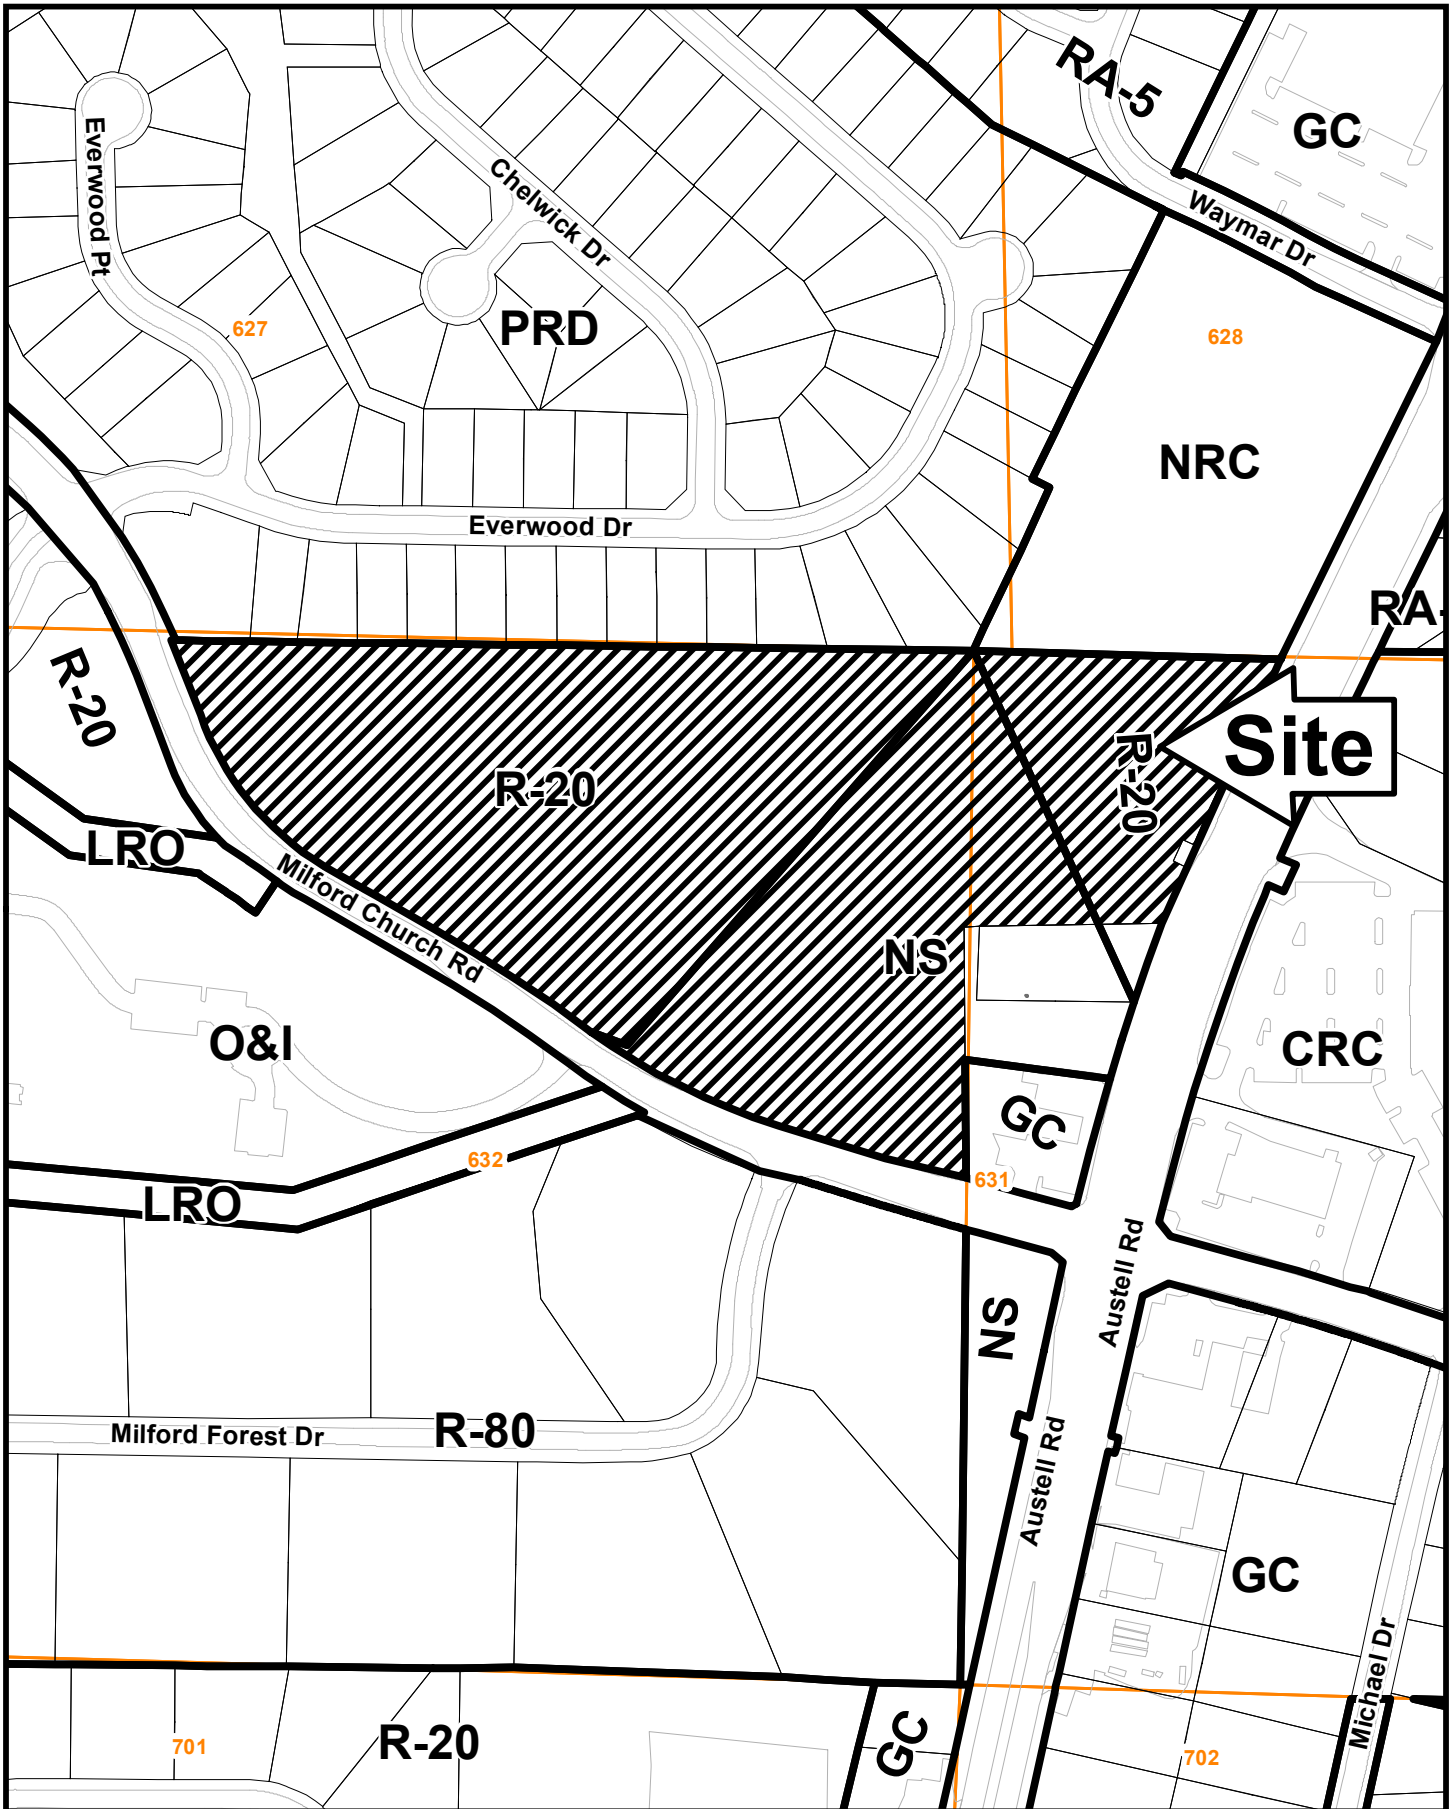 RA-5
GC
Everwood Pt
Chelwick Dr
Waymar Dr
627
PRD
628
NRC
Everwood Dr
RA-
R-20
R-20
R-20
Site
LRO
Milford Church Rd
NS
O&I
CRC
GC
632
631
LRO
Austell Rd
NS
Milford Forest Dr
R-80
Austell Rd
GC
Michael Dr
701
R-20
GC
702